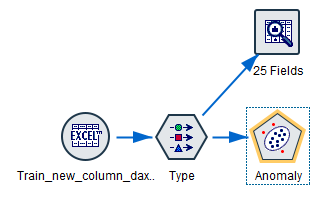 25 Fields
EXCEL
Train_new_column_dax..
Type
Anomaly